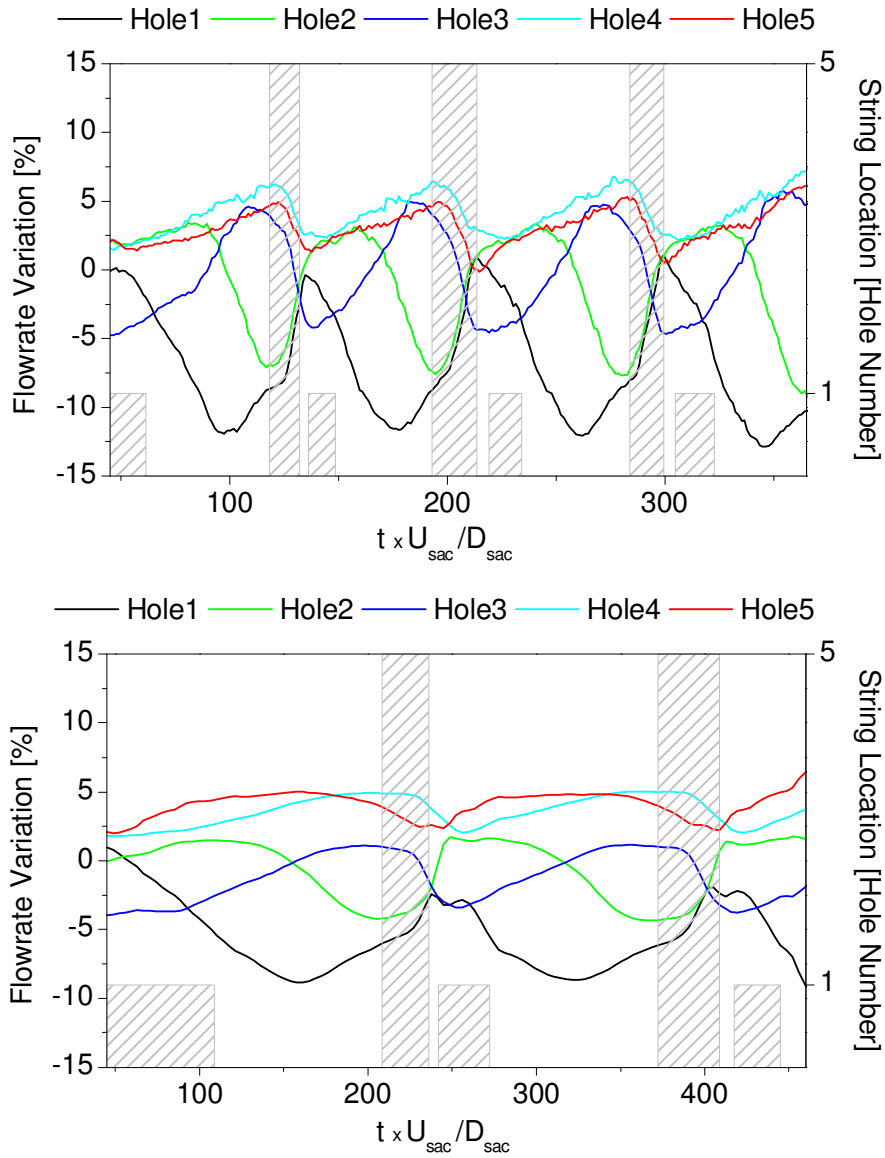 Hole1 Hole2 Hole3 Hole4 Hole5
15
10
5
0
-5
-10
-15
Flowrate Variation [%]
5
1
String Location [Hole Number]
100 200 300
t x U_sac/D_sac
Hole1 Hole2 Hole3 Hole4 Hole5
15
10
5
0
-5
-10
-15
Flowrate Variation [%]
5
1
String Location [Hole Number]
100 200 300 400
t x U_sac/D_sac